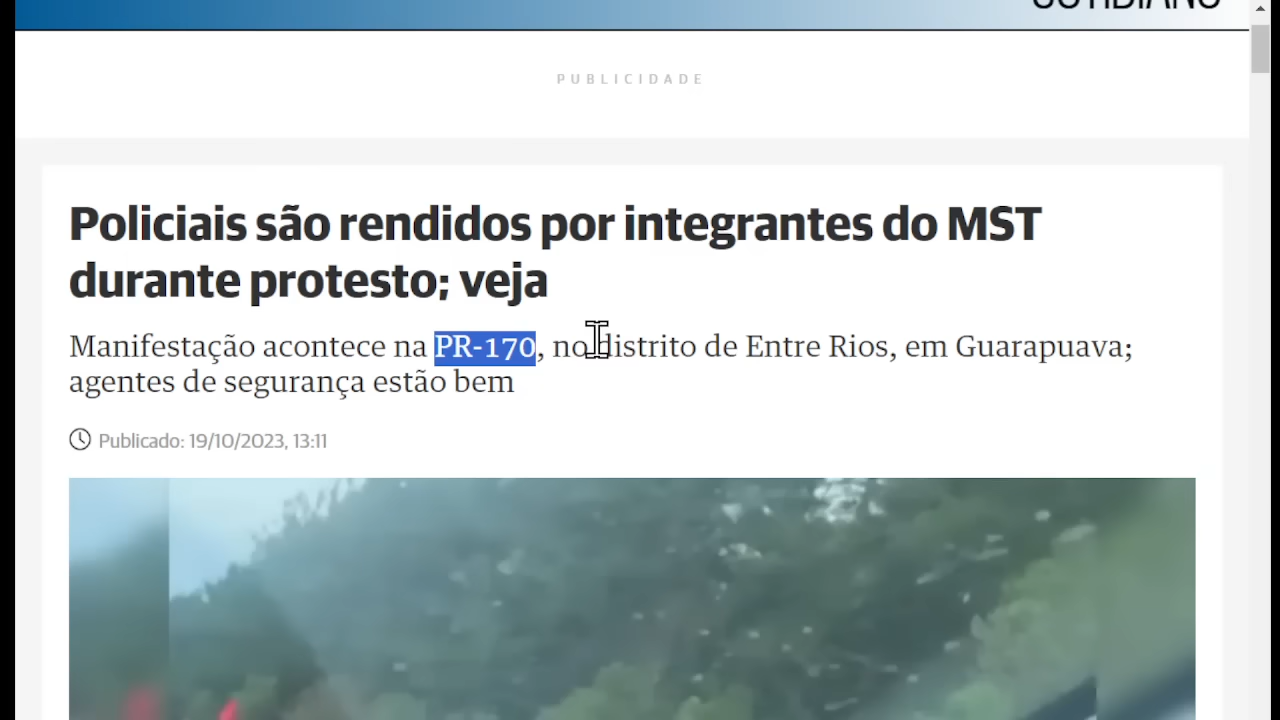 COTIDIANO
PUBLICIDADE
Policiais são rendidos por integrantes do MST
durante protesto; veja
Manifestação acontece na PR-170, no distrito de Entre Rios, em Guarapuava;
agentes de segurança estão bem
Publicado: 19/10/2023, 13:11